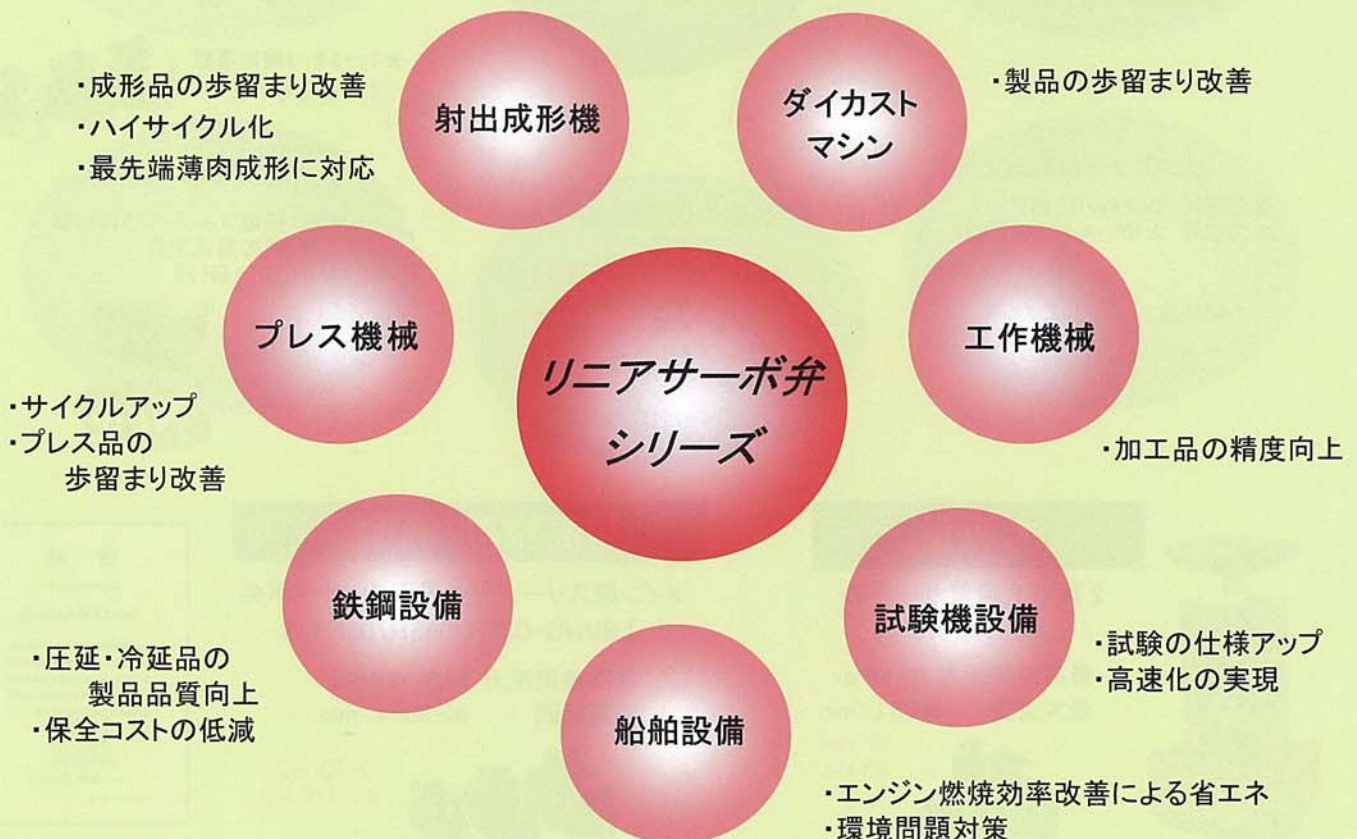 ・成形品の歩留まり改善
・ハイサイクル化
・最先端薄肉成形に対応
射出成形機
ダイカスト
マシン
・製品の歩留まり改善
プレス機械
・サイクルアップ
・プレス品の
歩留まり改善
リニアサーボ弁
シリーズ
工作機械
・加工品の精度向上
鉄鋼設備
・圧延・冷延品の
製品品質向上
・保全コストの低減
試験機設備
・試験の仕様アップ
・高速化の実現
船舶設備
・エンジン燃焼効率改善による省エネ
・環境問題対策